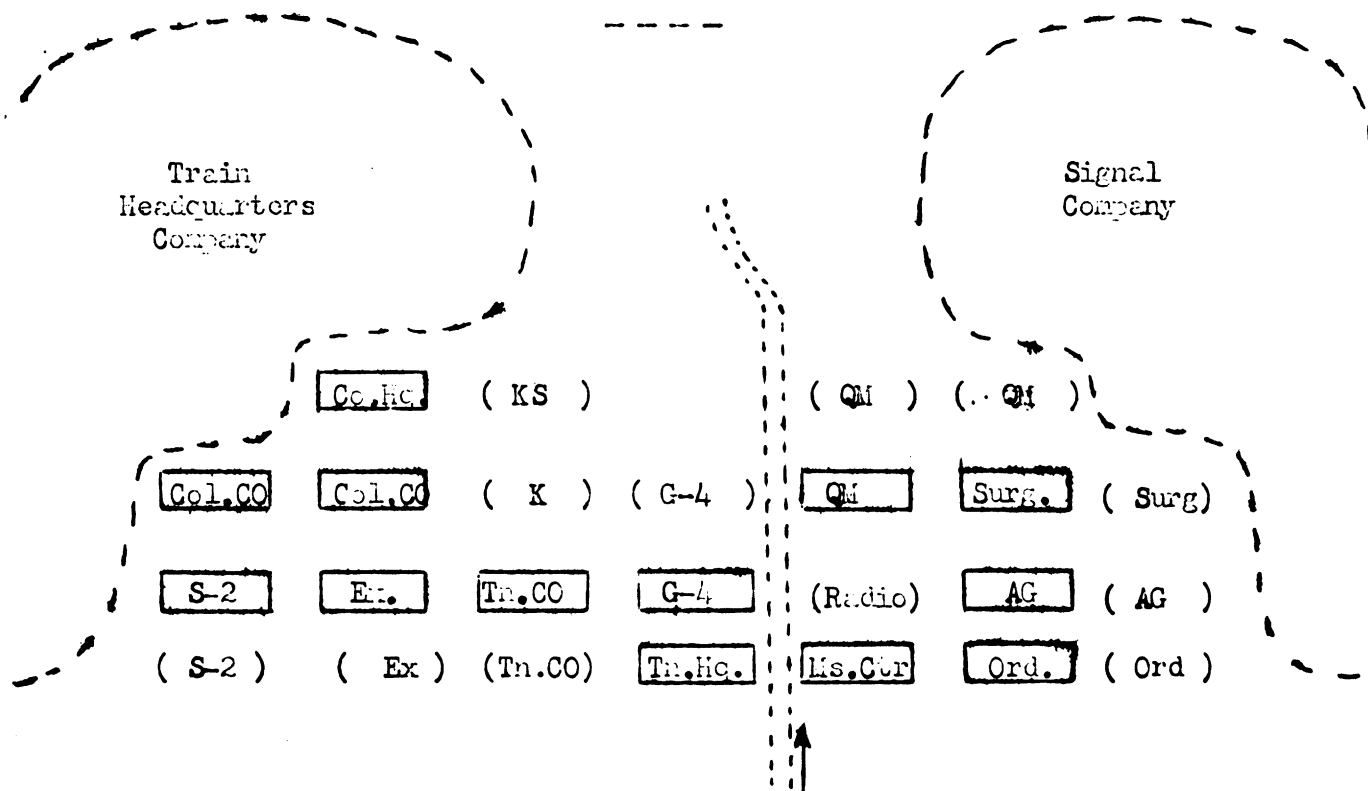 Train
Headquarters
Company
Signal
Company
Co.Hq. ( KS ) ( QM ) ( QM )
Col.CO Col.CO ( K ) ( G-4 ) QM Surg. ( Surg)
S-2 Ex. Tn.CO G-4 (Radio) AG ( AG )
( S-2 ) ( Ex ) (Tn.CO) Tn.Hq. Ms.Ctr Ord. ( Ord )